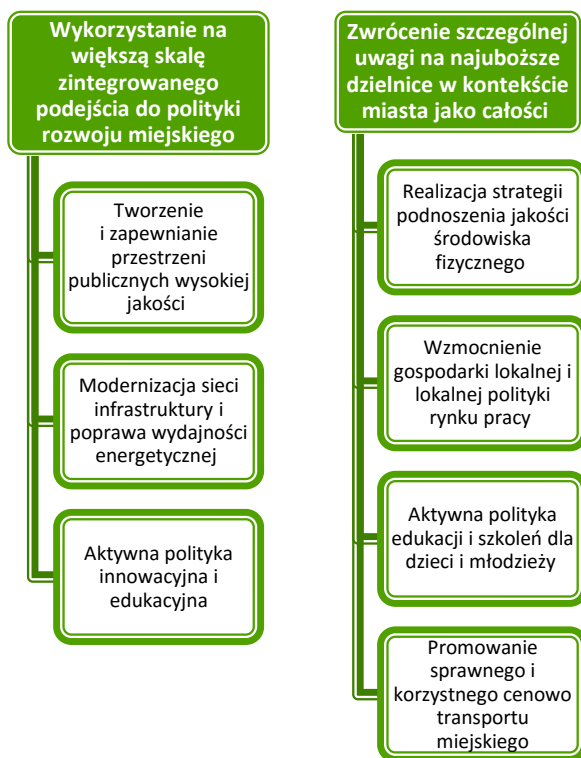 Wykorzystanie na
większą skalę
zintegrowanego
podejścia do polityki
rozwoju miejskiego
Tworzenie
i zapewnianie
przestrzeni
publicznych wysokiej
jakości
Modernizacja sieci
infrastruktury i
poprawa wydajności
energetycznej
Aktywna polityka
innowacyjna i
edukacyjna
Zwrócenie szczególnej
uwagi na najuboższe
dzielnice w kontekście
miasta jako całości
Realizacja strategii
podnoszenia jakości
środowiska
fizycznego
Wzmocnienie
gospodarki lokalnej i
lokalnej polityki
rynku pracy
Aktywna polityka
edukacji i szkoleń dla
dzieci i młodzieży
Promowanie
sprawnego i
korzystnego cenowo
transportu
miejskiego